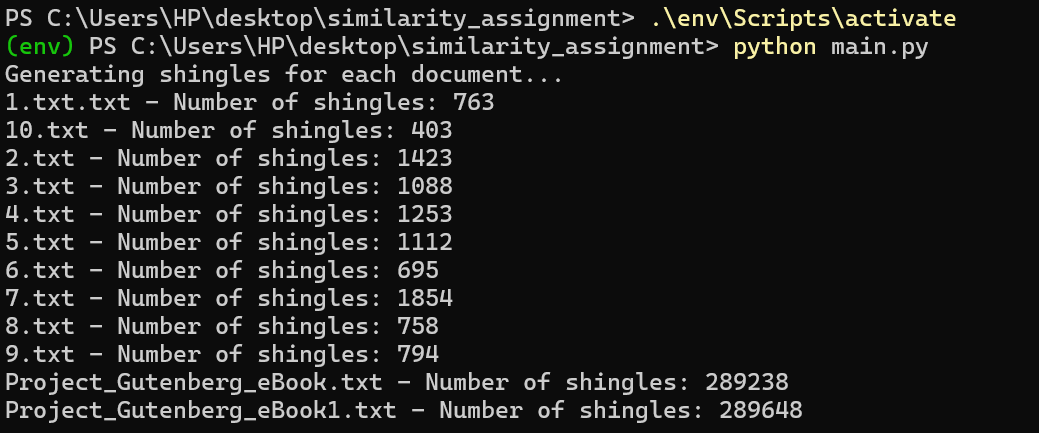 PS C:\Users\HP\desktop\similarity_assignment> .\env\Scripts\activate
(env) PS C:\Users\HP\desktop\similarity_assignment> python main.py
Generating shingles for each document...
1.txt.txt - Number of shingles: 763
10.txt - Number of shingles: 403
2.txt - Number of shingles: 1423
3.txt - Number of shingles: 1088
4.txt - Number of shingles: 1253
5.txt - Number of shingles: 1112
6.txt - Number of shingles: 695
7.txt - Number of shingles: 1854
8.txt - Number of shingles: 758
9.txt - Number of shingles: 794
Project_Gutenberg_eBook.txt - Number of shingles: 289238
Project_Gutenberg_eBook1.txt - Number of shingles: 289648